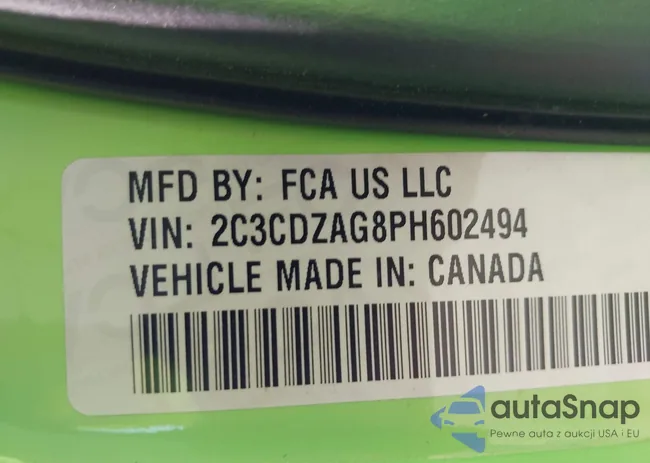 MFD BY: FCA US LLC
VIN: 2C3CDZAG8PH602494
VEHICLE MADE IN: CANADA
autaSnap
Pewne auta z aukcji USA i EU